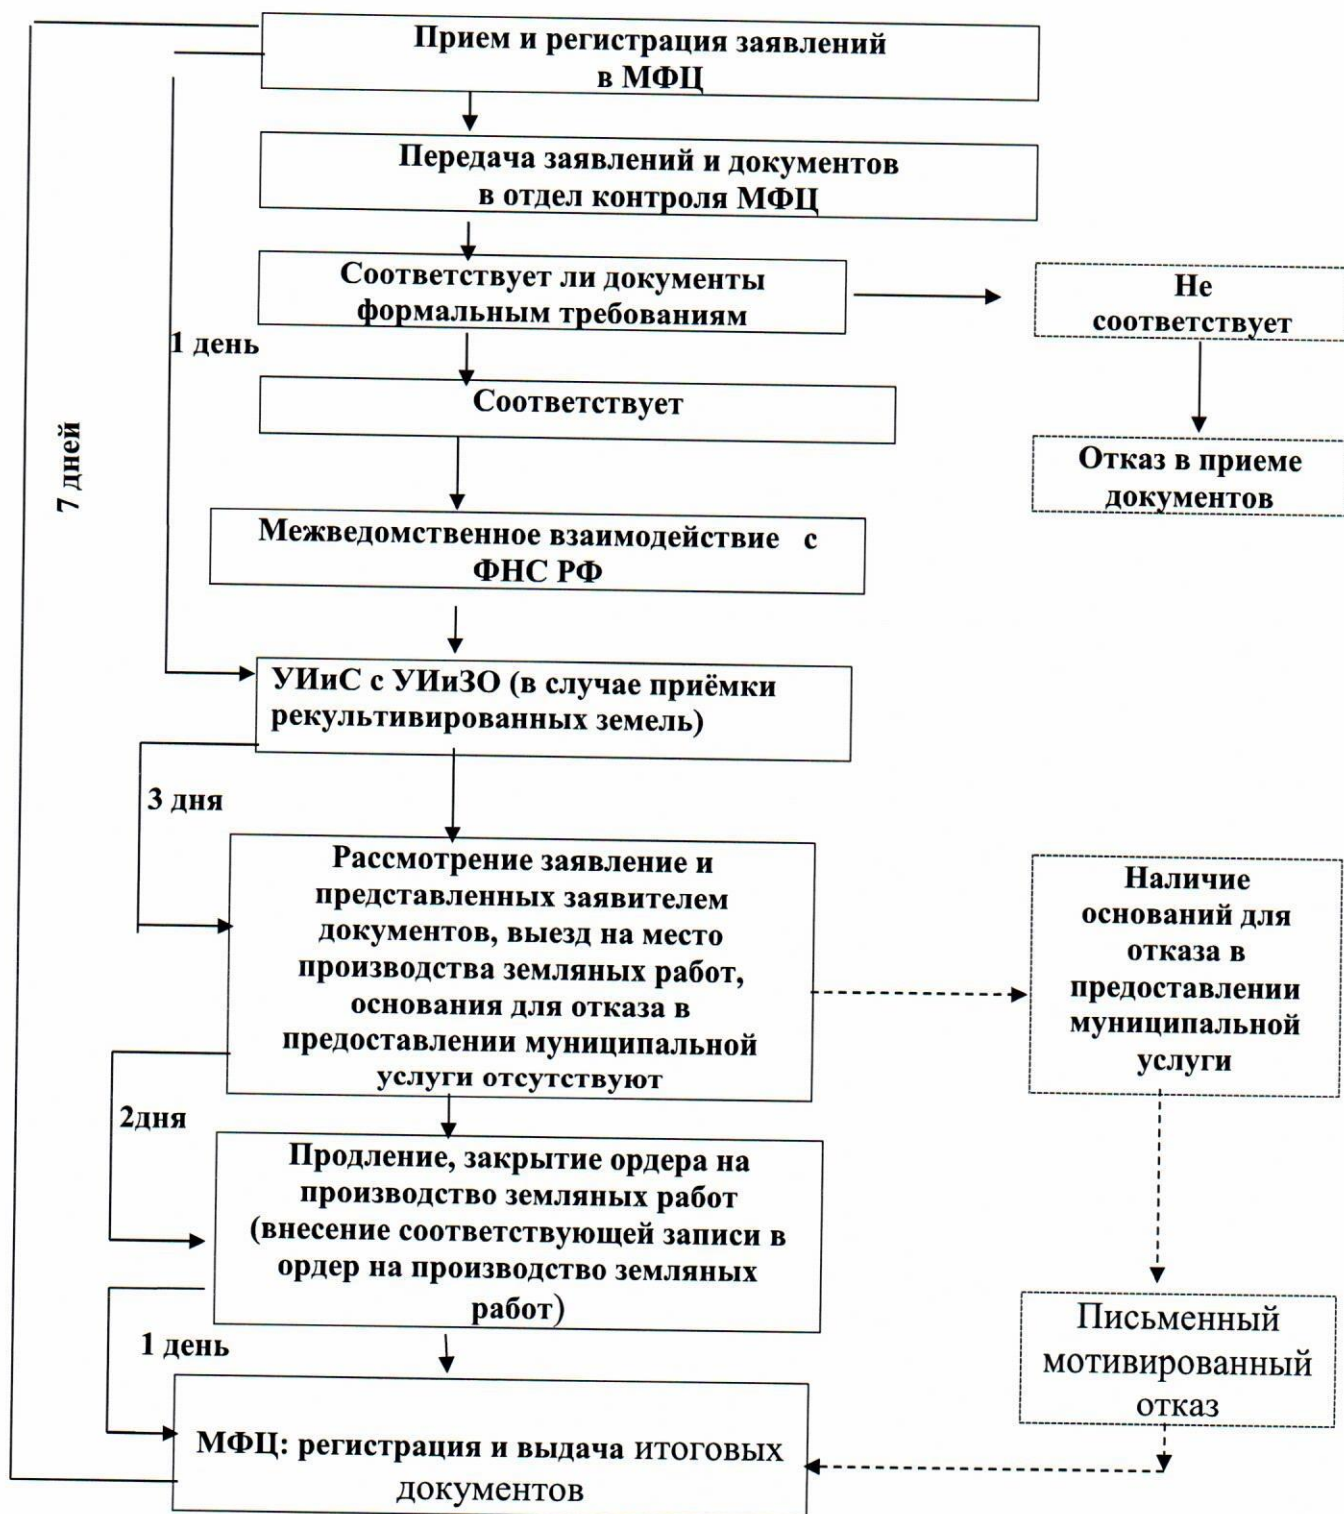 Прием и регистрация заявлений
в МФЦ
Передача заявлений и документов
в отдел контроля МФЦ
Соответствует ли документы
формальным требованиям
Не
соответствует
1 день
Соответствует
7 дней
Отказ в приеме
документов
Межведомственное взаимодействие с
ФНС РФ
УИиС с УИиЗО (в случае приёмки
рекультивированных земель)
3 дня
Рассмотрение заявление и
представленных заявителем
документов, выезд на место
производства земляных работ,
основания для отказа в
предоставлении муниципальной
услуги отсутствуют
Наличие
оснований для
отказа в
предоставлении
муниципальной
услуги
2дня
Продление, закрытие ордера на
производство земляных работ
(внесение соответствующей записи в
ордер на производство земляных
работ)
Письменный
мотивированный
отказ
1 день
МФЦ: регистрация и выдача итоговых
документов